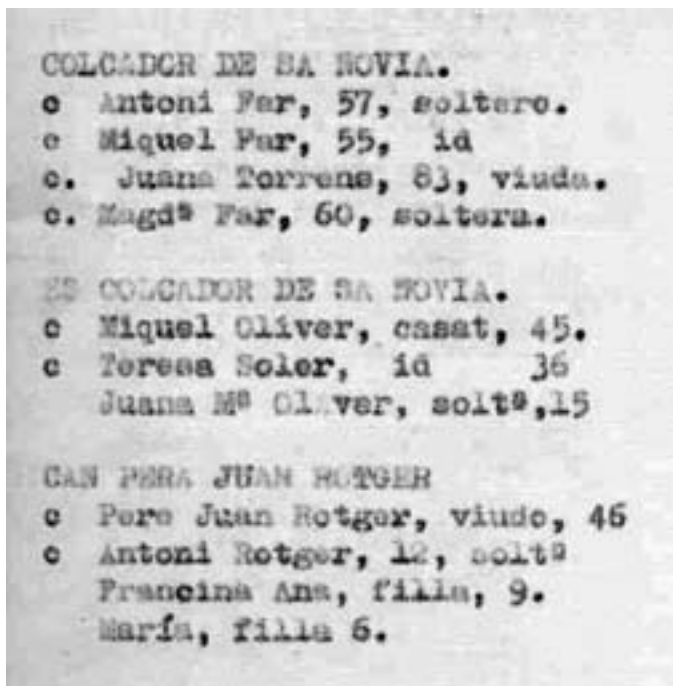 COLCADOR DE SA NOVIA.
c Antoni Far, 57, soltero.
c Miquel Far, 55, id
c. Juana Torrens, 83, viuda.
c. Magdª Far, 60, soltera.
ES COLCADOR DE SA NOVIA.
c Miquel Oliver, casat, 45.
c Teresa Soler, id 36
Juana Mª Oliver, soltª,15
CAN PERA JUAN ROTGER
c Pere Juan Rotger, viudo, 46
c Antoni Rotger, 12, soltº
Francina Ana, filla, 9.
María, filla 6.